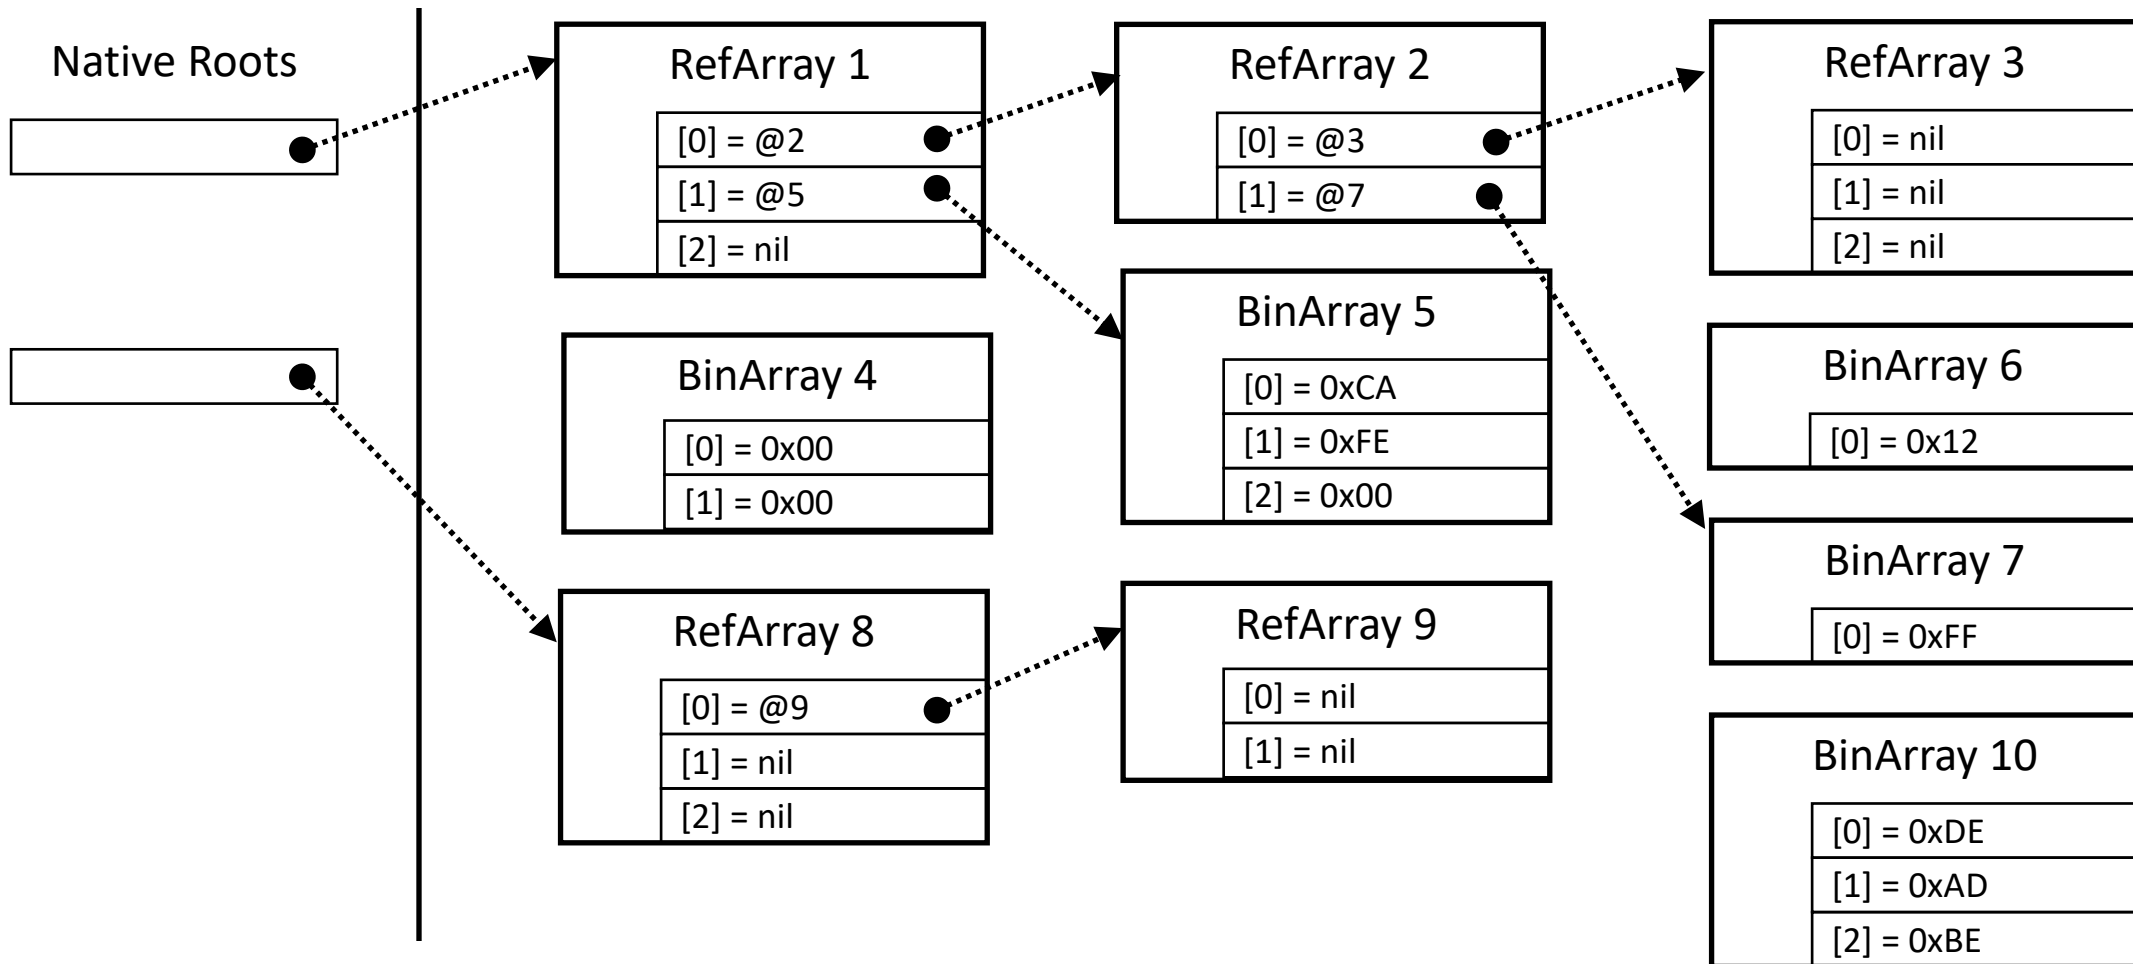 Native Roots
RefArray 1
[0] = @2
[1] = @5
[2] = nil
RefArray 2
[0] = @3
[1] = @7
RefArray 3
[0] = nil
[1] = nil
[2] = nil
BinArray 4
[0] = 0x00
[1] = 0x00
BinArray 5
[0] = 0xCA
[1] = 0xFE
[2] = 0x00
BinArray 6
[0] = 0x12
BinArray 7
[0] = 0xFF
RefArray 8
[0] = @9
[1] = nil
[2] = nil
RefArray 9
[0] = nil
[1] = nil
BinArray 10
[0] = 0xDE
[1] = 0xAD
[2] = 0xBE